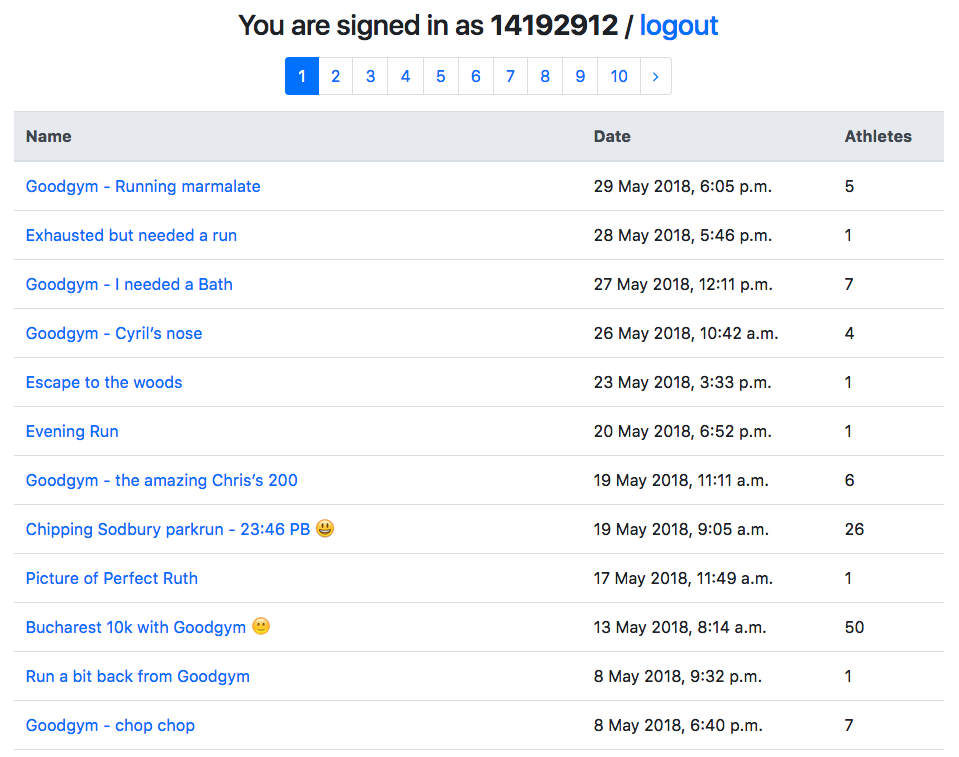 You are signed in as 14192912 / logout
1 2 3 4 5 6 7 8 9 10 ›
Name Date Athletes
Goodgym - Running marmalate 29 May 2018, 6:05 p.m. 5
Exhausted but needed a run 28 May 2018, 5:46 p.m. 1
Goodgym - I needed a Bath 27 May 2018, 12:11 p.m. 7
Goodgym - Cyril’s nose 26 May 2018, 10:42 a.m. 4
Escape to the woods 23 May 2018, 3:33 p.m. 1
Evening Run 20 May 2018, 6:52 p.m. 1
Goodgym - the amazing Chris’s 200 19 May 2018, 11:11 a.m. 6
Chipping Sodbury parkrun - 23:46 PB 😃 19 May 2018, 9:05 a.m. 26
Picture of Perfect Ruth 17 May 2018, 11:49 a.m. 1
Bucharest 10k with Goodgym 🙂 13 May 2018, 8:14 a.m. 50
Run a bit back from Goodgym 8 May 2018, 9:32 p.m. 1
Goodgym - chop chop 8 May 2018, 6:40 p.m. 7